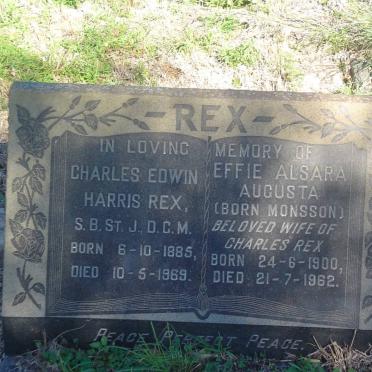 -REX-
IN LOVING
CHARLES EDWIN
HARRIS REX,
S.B.ST.J., D.C.M.
BORN 6-10-1885,
DIED 10-5-1969.
MEMORY OF
EFFIE ALSARA
AUGUSTA
(BORN MONSSON)
BELOVED WIFE OF
CHARLES REX
BORN 24-6-1900,
DIED 21-7-1962.
PEACE PERFECT PEACE.